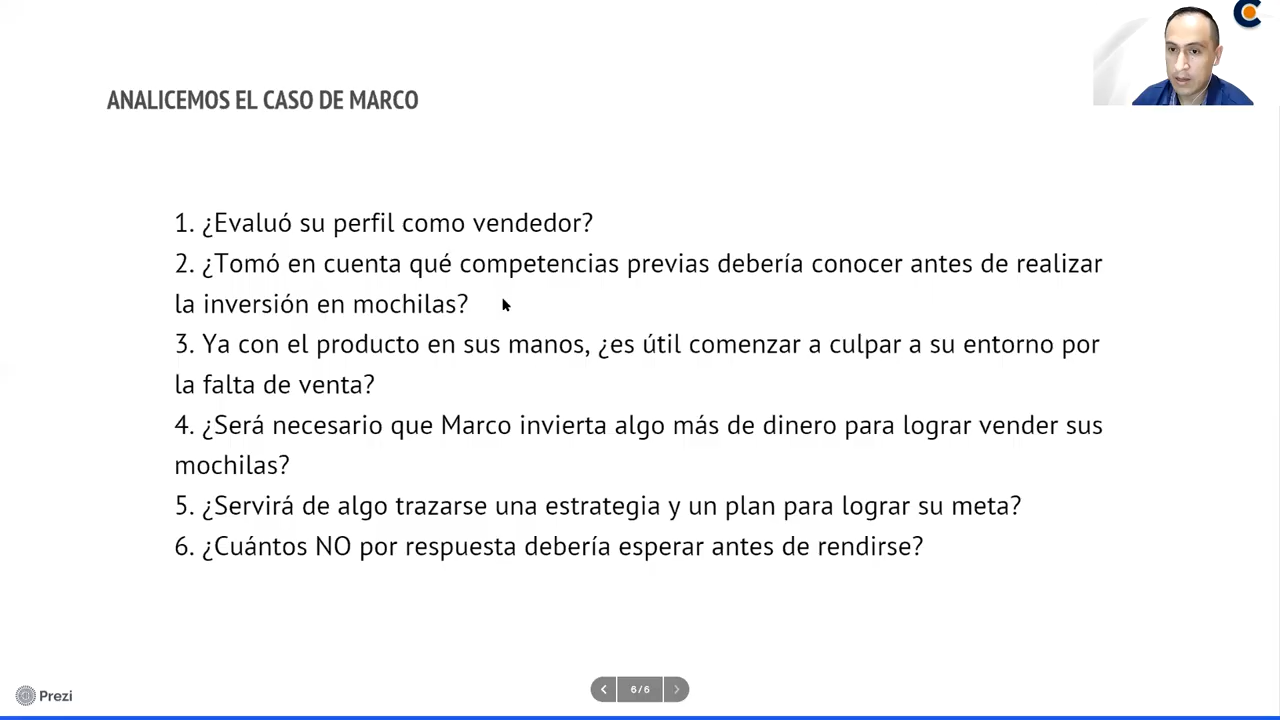 ANALICEMOS EL CASO DE MARCO
1. ¿Evaluó su perfil como vendedor?
2. ¿Tomó en cuenta qué competencias previas debería conocer antes de realizar
la inversión en mochilas?
3. Ya con el producto en sus manos, ¿es útil comenzar a culpar a su entorno por
la falta de venta?
4. ¿Será necesario que Marco invierta algo más de dinero para lograr vender sus
mochilas?
5. ¿Servirá de algo trazarse una estrategia y un plan para lograr su meta?
6. ¿Cuántos NO por respuesta debería esperar antes de rendirse?
Prezi
6/6